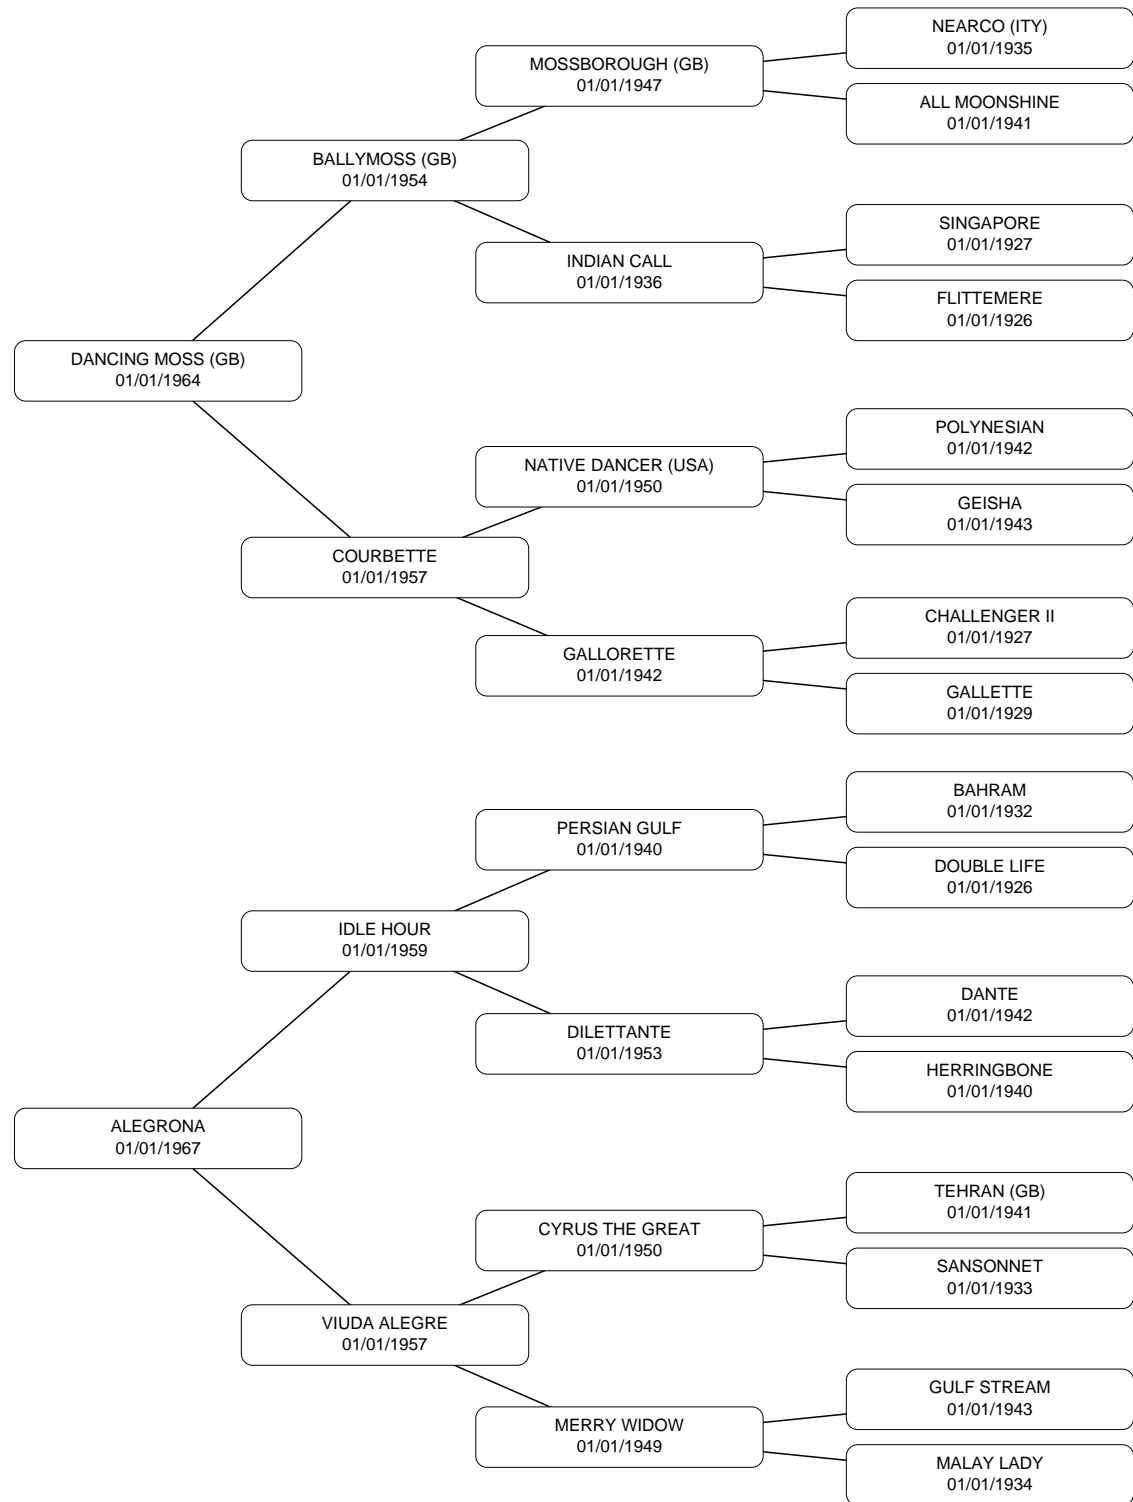 NEARCO (ITY)
01/01/1935
MOSSBOROUGH (GB)
01/01/1947
ALL MOONSHINE
01/01/1941
BALLYMOSS (GB)
01/01/1954
SINGAPORE
01/01/1927
INDIAN CALL
01/01/1936
FLITTEMERE
01/01/1926
DANCING MOSS (GB)
01/01/1964
POLYNESIAN
01/01/1942
NATIVE DANCER (USA)
01/01/1950
GEISHA
01/01/1943
COURBETTE
01/01/1957
CHALLENGER II
01/01/1927
GALLORETTE
01/01/1942
GALLETTE
01/01/1929
BAHRAM
01/01/1932
PERSIAN GULF
01/01/1940
DOUBLE LIFE
01/01/1926
IDLE HOUR
01/01/1959
DANTE
01/01/1942
DILETTANTE
01/01/1953
HERRINGBONE
01/01/1940
ALEGRONA
01/01/1967
TEHRAN (GB)
01/01/1941
CYRUS THE GREAT
01/01/1950
SANSONNET
01/01/1933
VIUDA ALEGRE
01/01/1957
GULF STREAM
01/01/1943
MERRY WIDOW
01/01/1949
MALAY LADY
01/01/1934